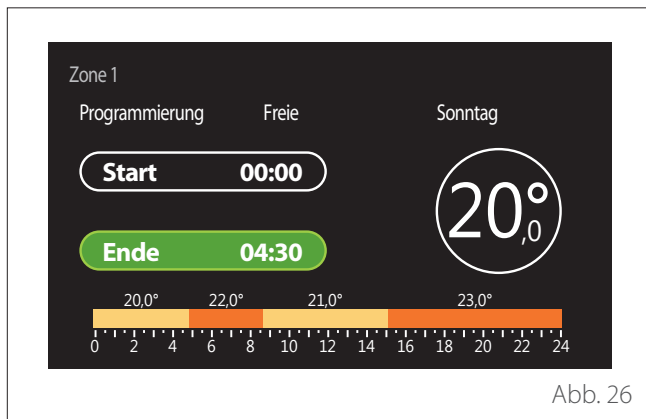 Zone 1
Programmierung Freie Sonntag
Start 00:00
20,0°
Ende 04:30
20,0° 22,0° 21,0° 23,0°
0 2 4 6 8 10 12 14 16 18 20 22 24
Abb. 26